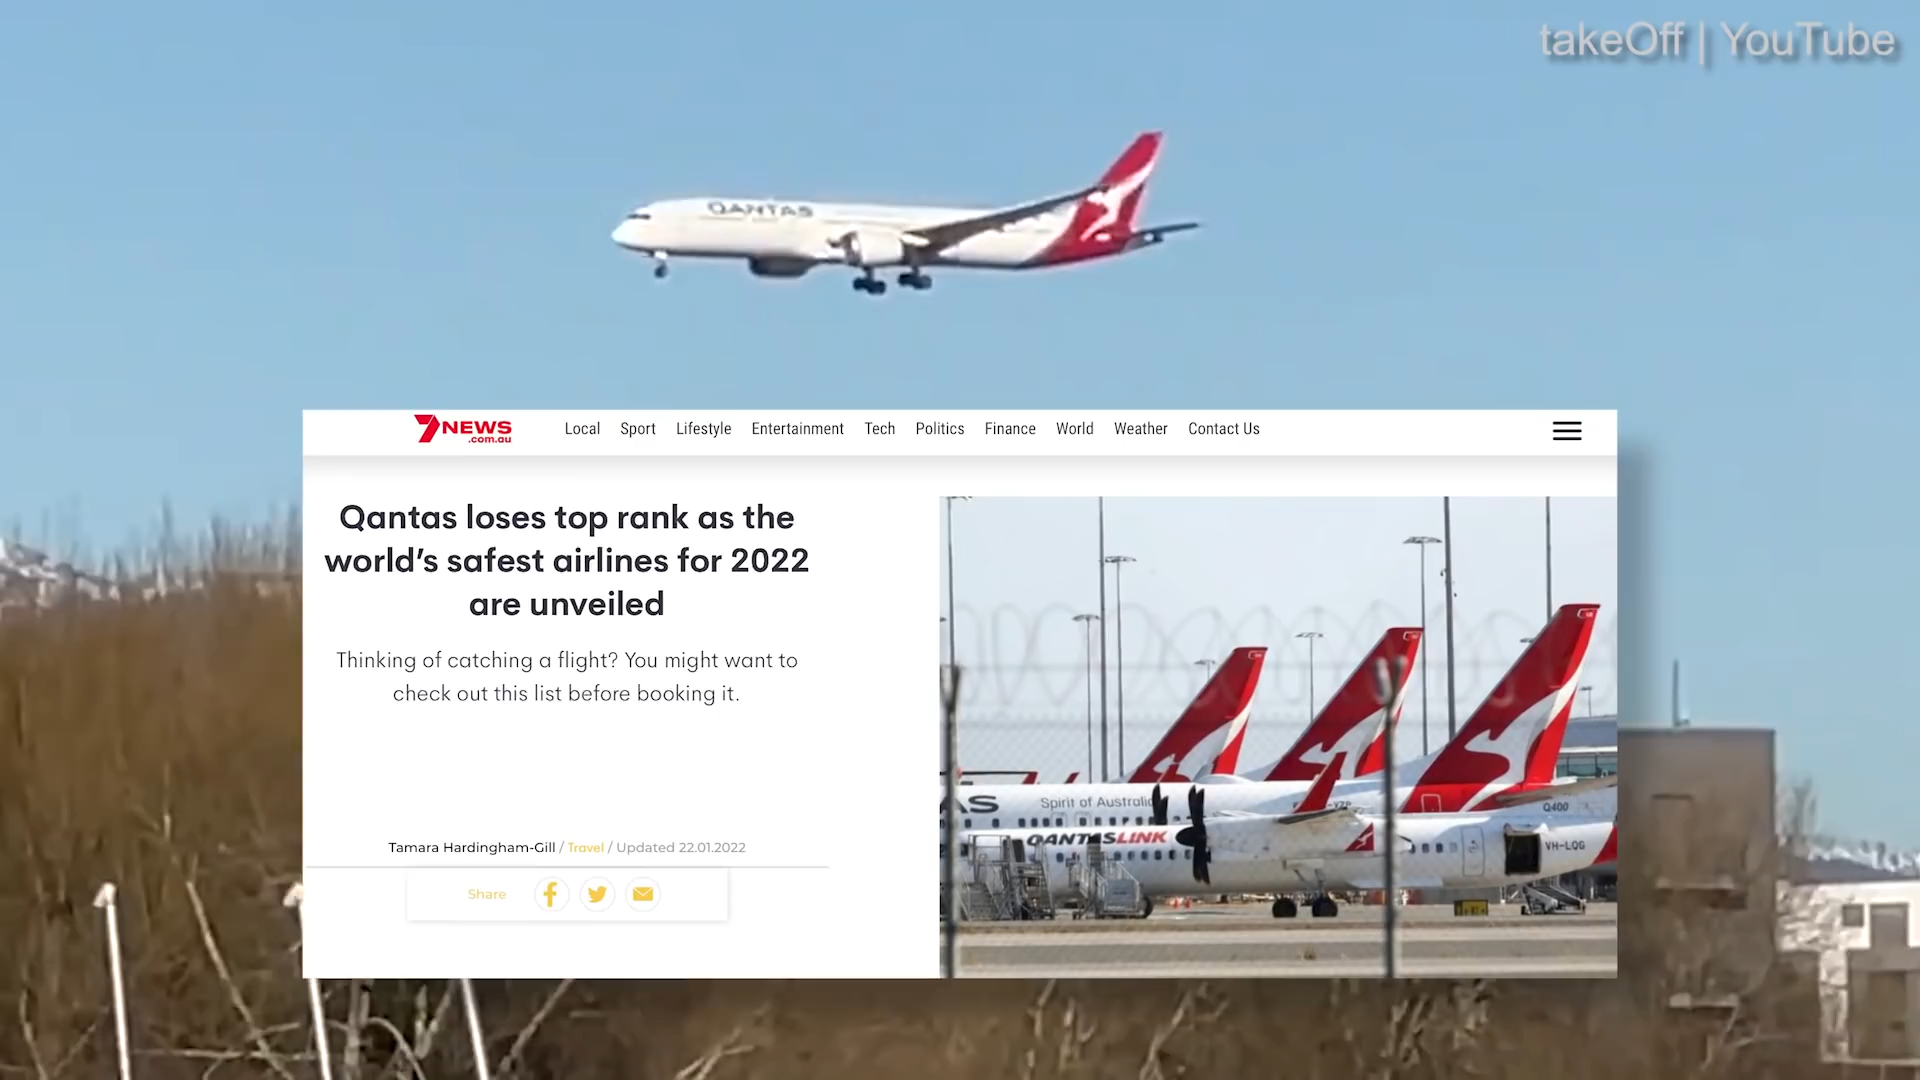 takeOff | YouTube
QANTAS
7NEWS
.com.au
Local Sport Lifestyle Entertainment Tech Politics Finance World Weather Contact Us
Qantas loses top rank as the
world's safest airlines for 2022
are unveiled
Thinking of catching a flight? You might want to
check out this list before booking it.
Tamara Hardingham-Gill / Travel / Updated 22.01.2022
Share
AS
Spirit of Australia
Q400
QANTASLINK
VH-LQG